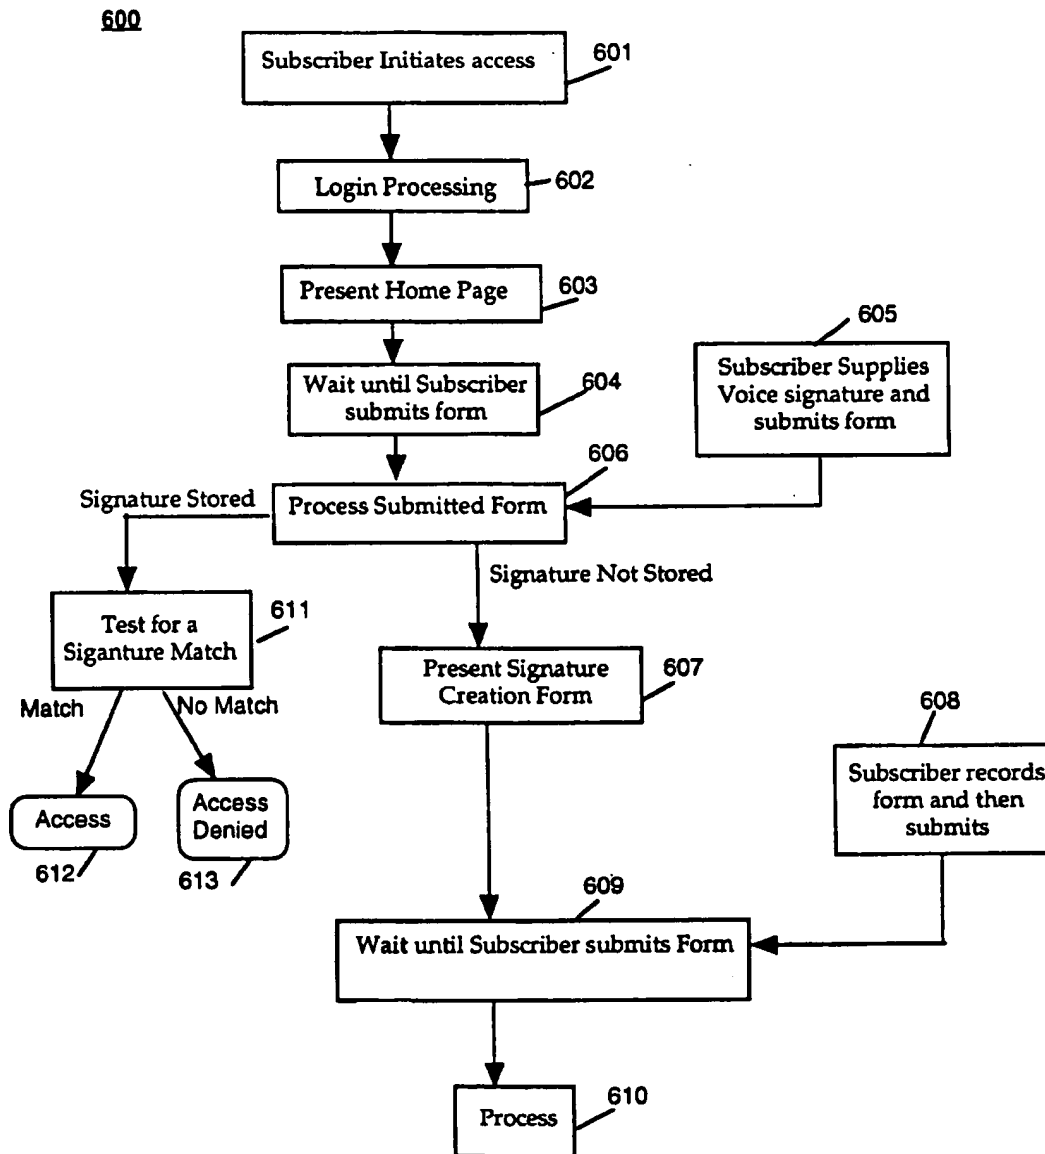 600
Subscriber Initiates access
601
Login Processing
602
Present Home Page
603
605
Wait until Subscriber
submits form
604
Subscriber Supplies
Voice signature and
submits form
606
Signature Stored
Process Submitted Form
Signature Not Stored
Test for a
Siganture Match
611
Present Signature
Creation Form
607
Match
No Match
608
Access
Access
Denied
Subscriber records
form and then
submits
612
613
609
Wait until Subscriber submits Form
610
Process